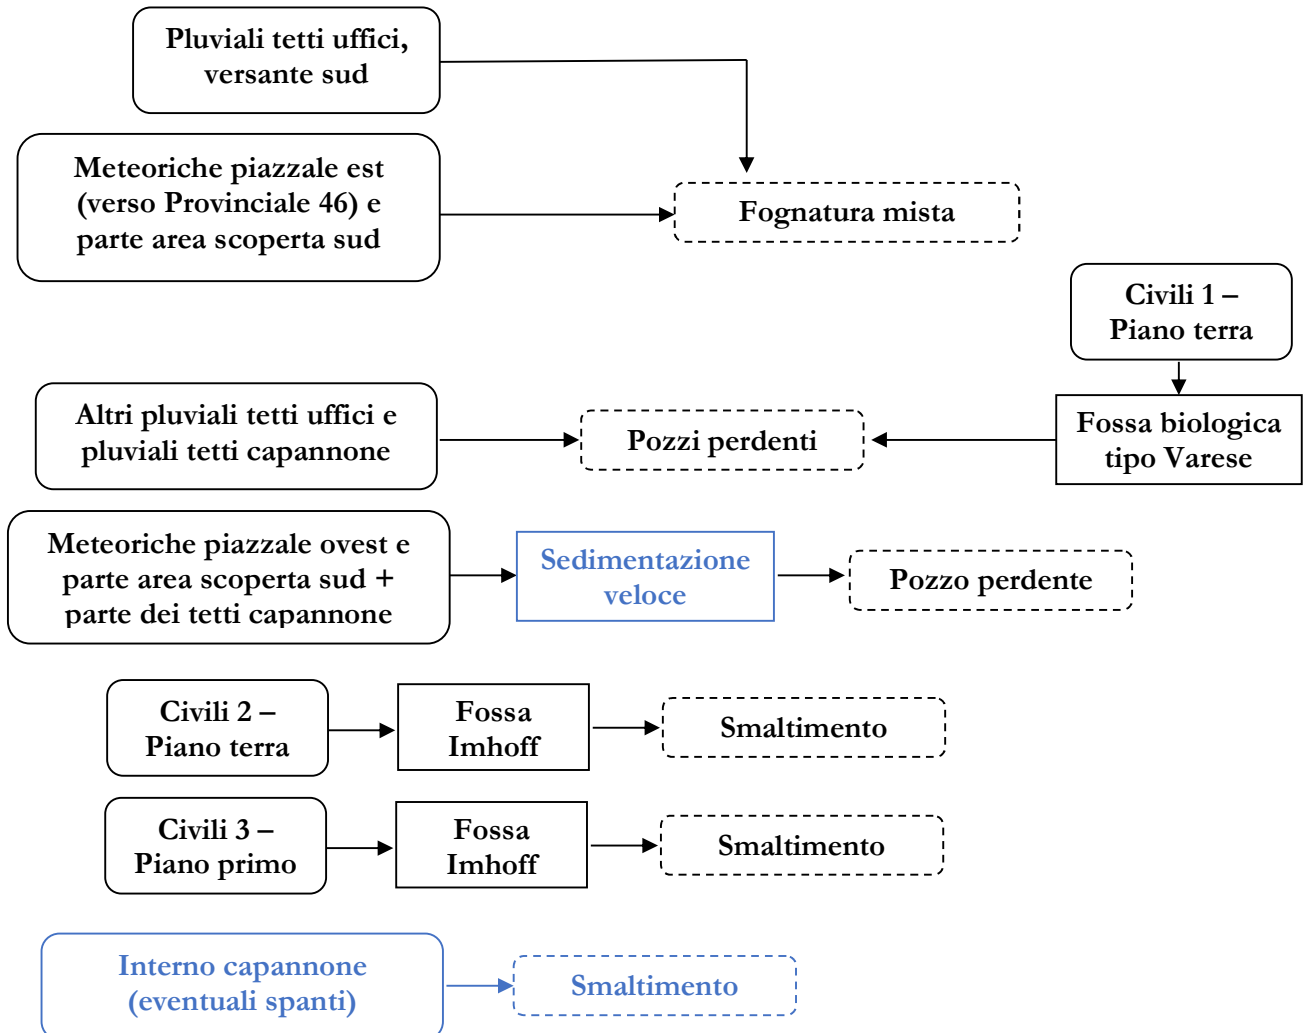 Pluviali tetti uffici,
versante sud
Meteoriche piazzale est
(verso Provinciale 46) e
parte area scoperta sud
Fognatura mista
Civili 1 –
Piano terra
Altri pluviali tetti uffici e
pluviali tetti capannone
Pozzi perdenti
Fossa biologica
tipo Varese
Meteoriche piazzale ovest e
parte area scoperta sud +
parte dei tetti capannone
Sedimentazione
veloce
Pozzo perdente
Civili 2 –
Piano terra
Fossa
Imhoff
Smaltimento
Civili 3 –
Piano primo
Fossa
Imhoff
Smaltimento
Interno capannone
(eventuali spanti)
Smaltimento